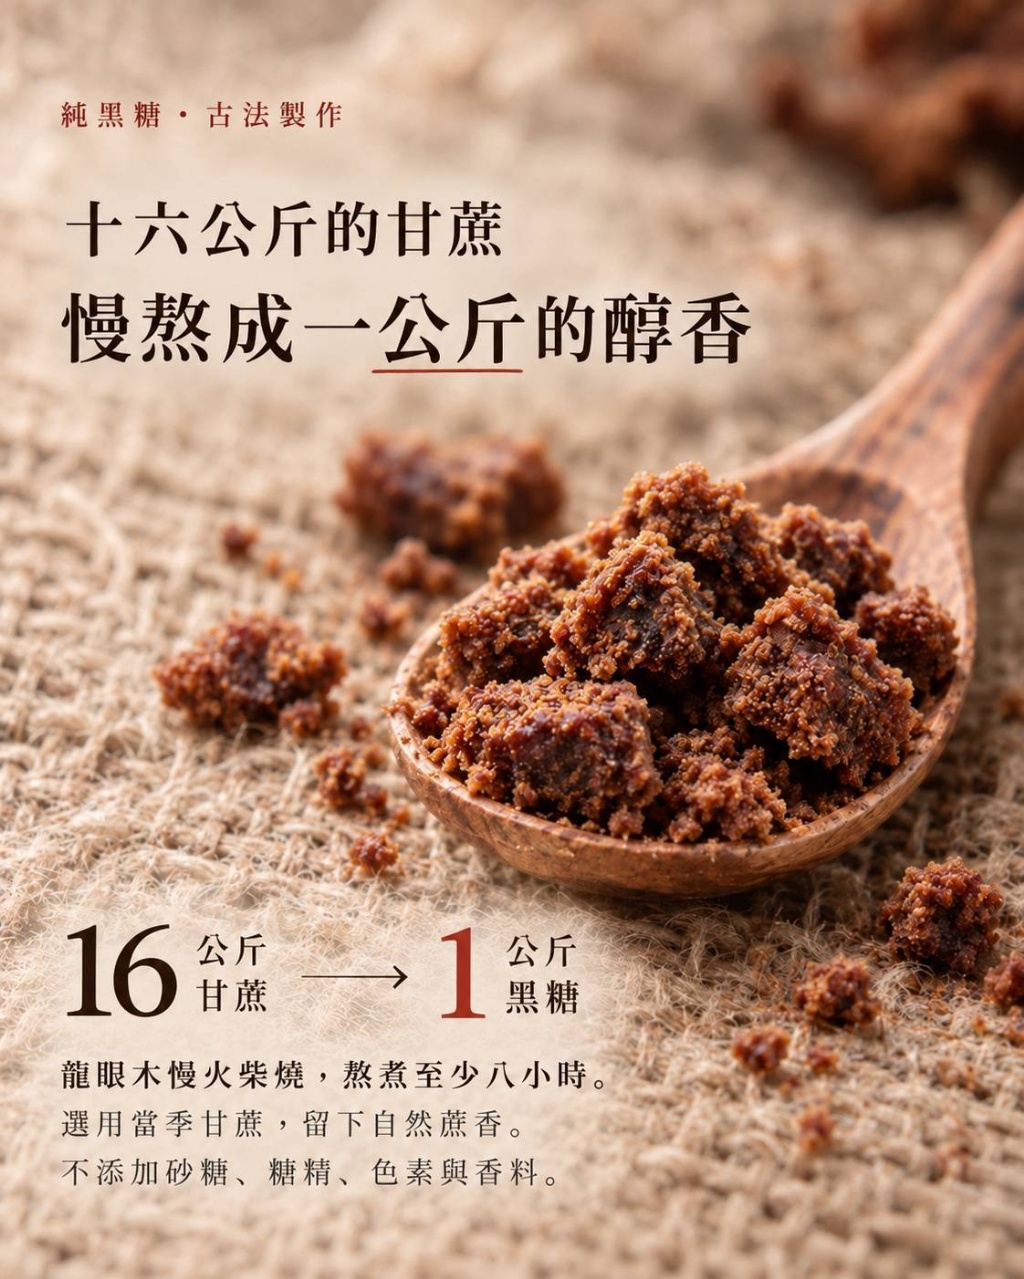 純黑糖・古法製作
十六公斤的甘蔗
慢熬成一公斤的醇香
16 公斤甘蔗 → 1 公斤黑糖
龍眼木慢火柴燒，熬煮至少八小時。
選用當季甘蔗，留下自然蔗香。
不添加砂糖、糖精、色素與香料。